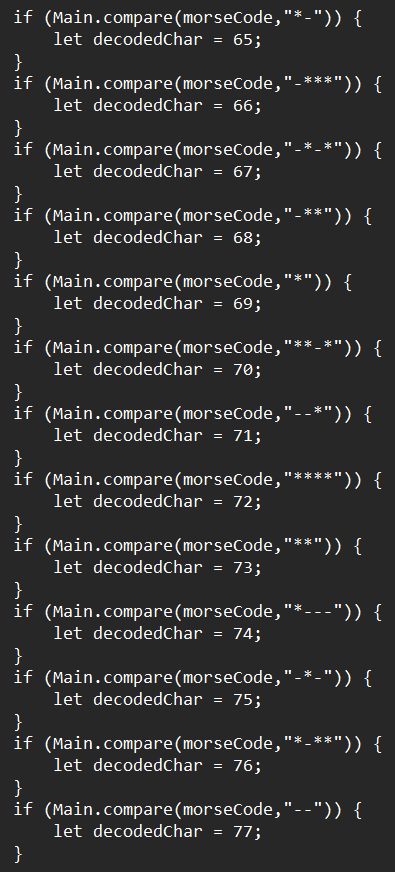 if (Main.compare(morseCode,"*-")) {
    let decodedChar = 65;
}
if (Main.compare(morseCode,"-***")) {
    let decodedChar = 66;
}
if (Main.compare(morseCode,"-*-*")) {
    let decodedChar = 67;
}
if (Main.compare(morseCode,"-**")) {
    let decodedChar = 68;
}
if (Main.compare(morseCode,"*")) {
    let decodedChar = 69;
}
if (Main.compare(morseCode,"**-*")) {
    let decodedChar = 70;
}
if (Main.compare(morseCode,"--*")) {
    let decodedChar = 71;
}
if (Main.compare(morseCode,"****")) {
    let decodedChar = 72;
}
if (Main.compare(morseCode,"**")) {
    let decodedChar = 73;
}
if (Main.compare(morseCode,"*---")) {
    let decodedChar = 74;
}
if (Main.compare(morseCode,"-*-")) {
    let decodedChar = 75;
}
if (Main.compare(morseCode,"*-**")) {
    let decodedChar = 76;
}
if (Main.compare(morseCode,"--")) {
    let decodedChar = 77;
}